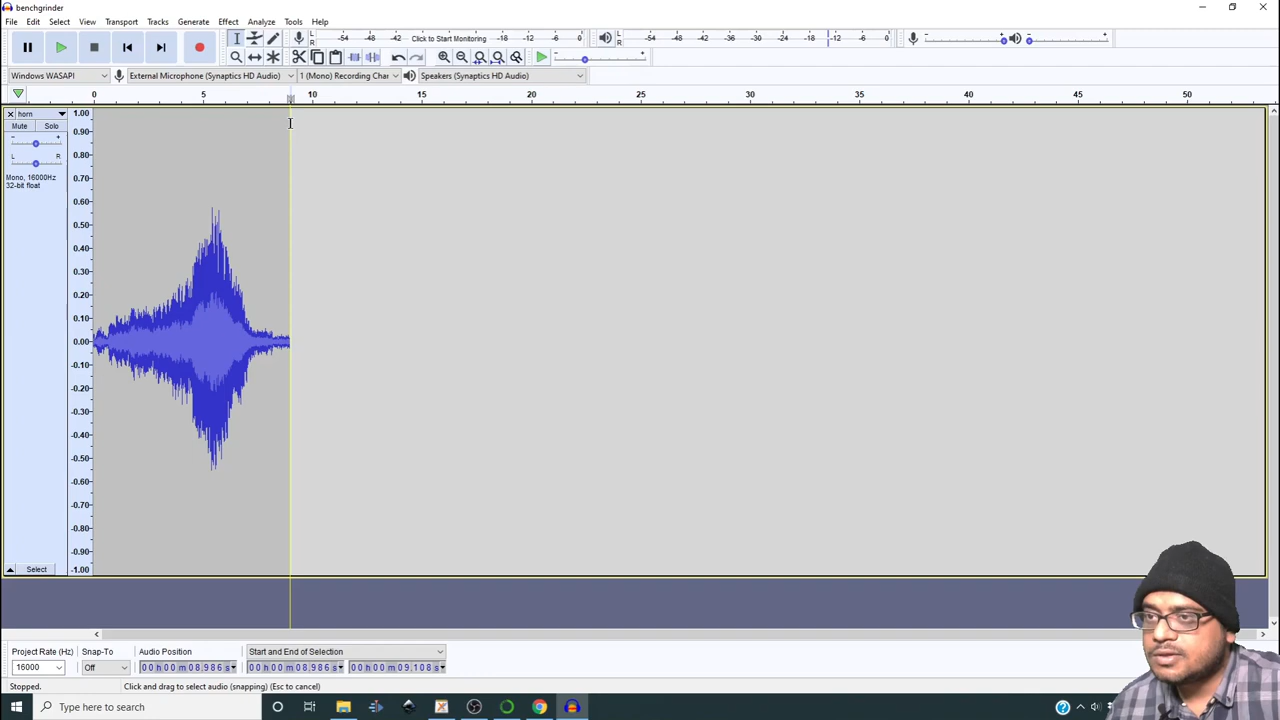 benchgrinder
File Edit Select View Transport Tracks Generate Effect Analyze Tools Help
L R -54 -48 -42 Click to Start Monitoring -18 -12 -6 0 L R -54 -48 -42 -36 -30 -24 -18 -12 -6 0
Windows WASAPI External Microphone (Synaptics HD Audio) 1 (Mono) Recording Chan Speakers (Synaptics HD Audio)
0 5 10 15 20 25 30 35 40 45 50
horn
Mute Solo
- +
L R
Mono, 16000Hz
32-bit float
1.00
0.90
0.80
0.70
0.60
0.50
0.40
0.30
0.20
0.10
0.00
-0.10
-0.20
-0.30
-0.40
-0.50
-0.60
-0.70
-0.80
-0.90
-1.00
Select
Project Rate (Hz) Snap-To Audio Position Start and End of Selection
16000 Off 00 h 00 m 08.986 s 00 h 00 m 08.986 s 00 h 00 m 09.108 s
Stopped. Click and drag to select audio (snapping) (Esc to cancel)
Type here to search